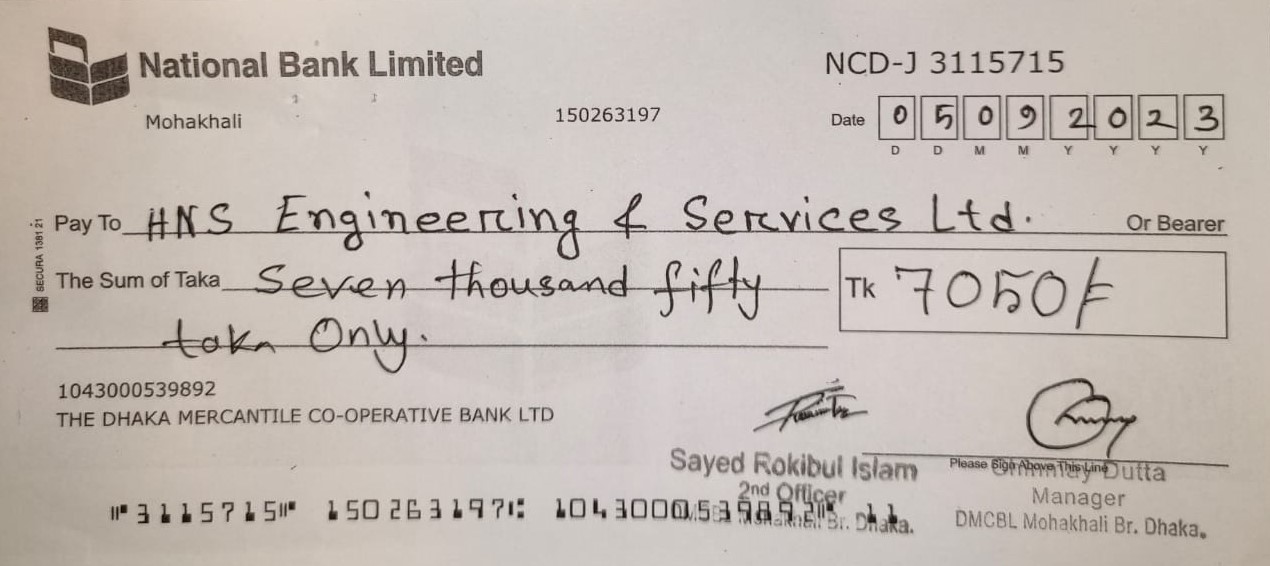 National Bank Limited
NCD-J 3115715
Mohakhali
150263197
Date 0 5 0 9 2 0 2 3
D D M M Y Y Y Y
SECURA 1381 21
Pay To HNS Engineering & Services Ltd. Or Bearer
The Sum of Taka Seven thousand fifty
Tk 7050/=
taka Only.
1043000539892
THE DHAKA MERCANTILE CO-OPERATIVE BANK LTD
Please Sign Above This Line
Sayed Rokibul Islam
2nd Officer
Mohakhali Br. Dhaka.
Dutta
Manager
DMCBL Mohakhali Br. Dhaka.
⑈3115715⑈ 150263197⑆ 1043000539892⑈ 11